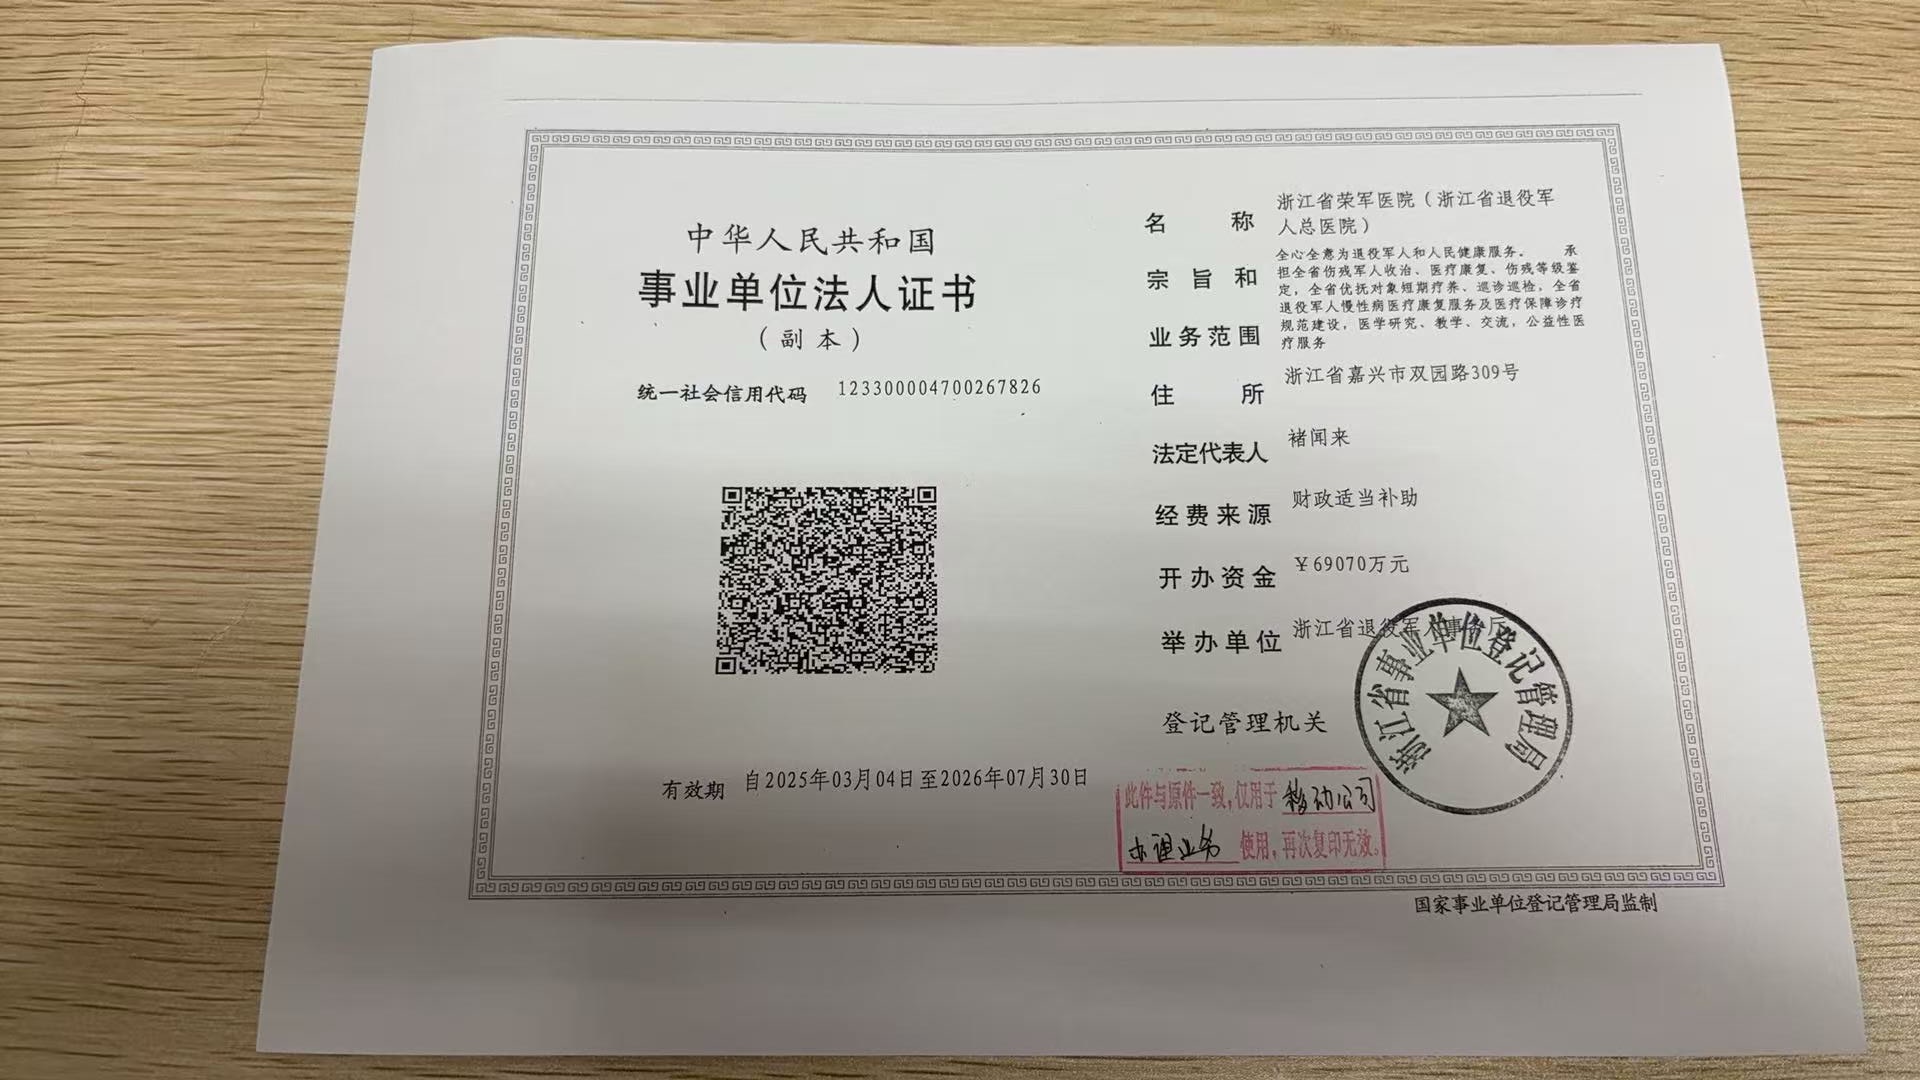 中华人民共和国
事业单位法人证书
（副本）
统一社会信用代码 123300004700267826
有效期 自2025年03月04日至2026年07月30日
名称 浙江省荣军医院（浙江省退役军
人总医院）
宗旨和
业务范围
全心全意为退役军人和人民健康服务。 承
担全省伤残军人收治、医疗康复、伤残等级鉴
定，全省优抚对象短期疗养、巡诊巡检，全省
退役军人慢性病医疗康复服务及医疗保障诊疗
规范建设，医学研究、教学、交流，公益性医
疗服务
住所 浙江省嘉兴市双园路309号
法定代表人 褚闻来
经费来源 财政适当补助
开办资金 ￥69070万元
举办单位 浙江省退役军人事务厅
登记管理机关
浙江省事业单位登记管理局
此件与原件一致，仅用于 移动公司
办理业务 使用，再次复印无效。
国家事业单位登记管理局监制